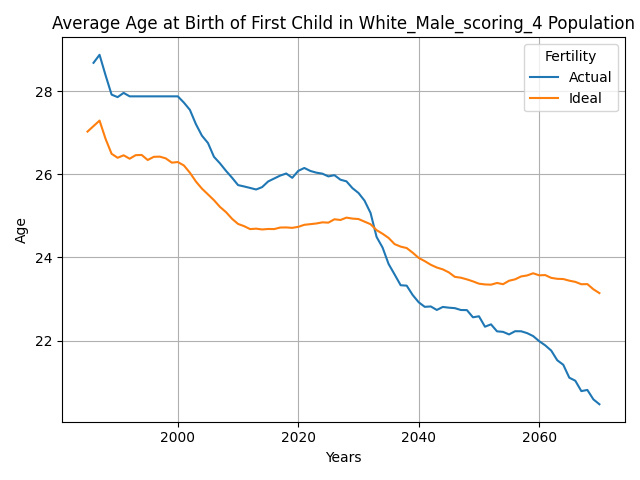 Average Age at Birth of First Child in White_Male_scoring_4 Population
Fertility
Actual
Ideal
28
26
24
22
Age
2000
2020
2040
2060
Years